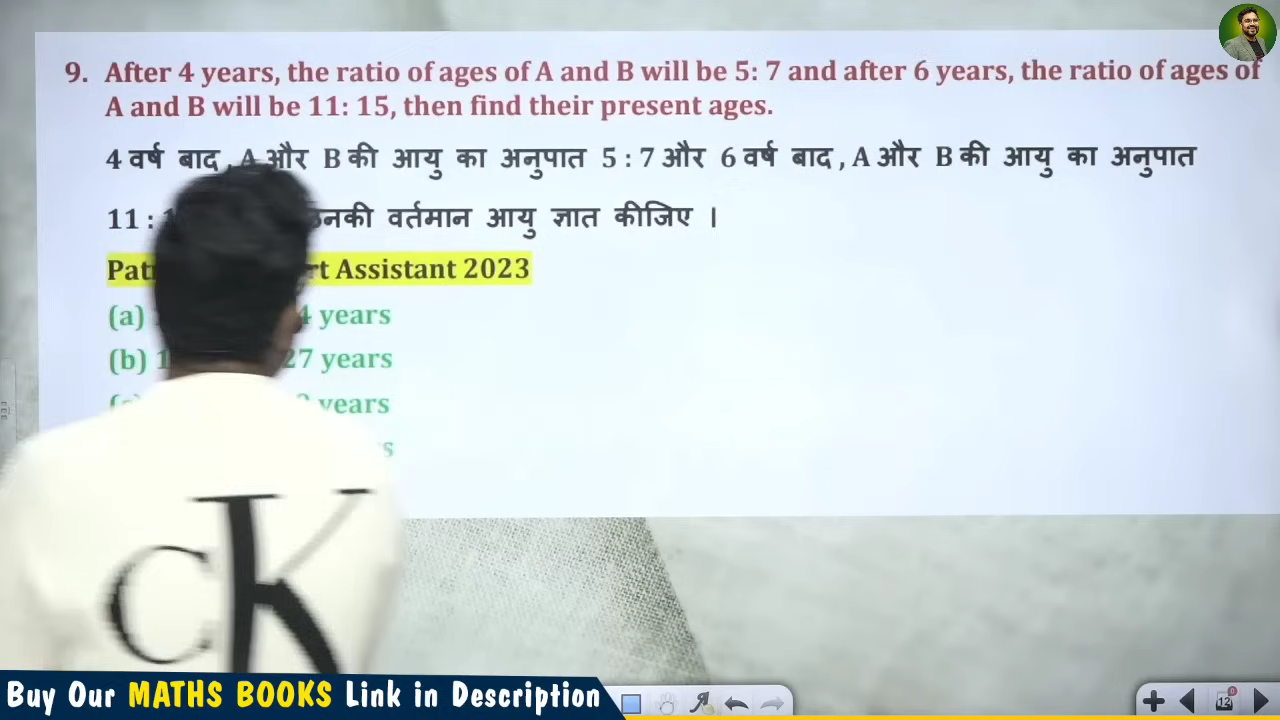 9. After 4 years, the ratio of ages of A and B will be 5: 7 and after 6 years, the ratio of ages of
A and B will be 11: 15, then find their present ages.
4 वर्ष बाद , A और B की आयु का अनुपात 5 : 7 और 6 वर्ष बाद , A और B की आयु का अनुपात
11 : वर्तमान आयु ज्ञात कीजिए ।
Assistant 2023
(a) years
(b) 27 years
years
CK
Buy Our MATHS BOOKS Link in Description
12